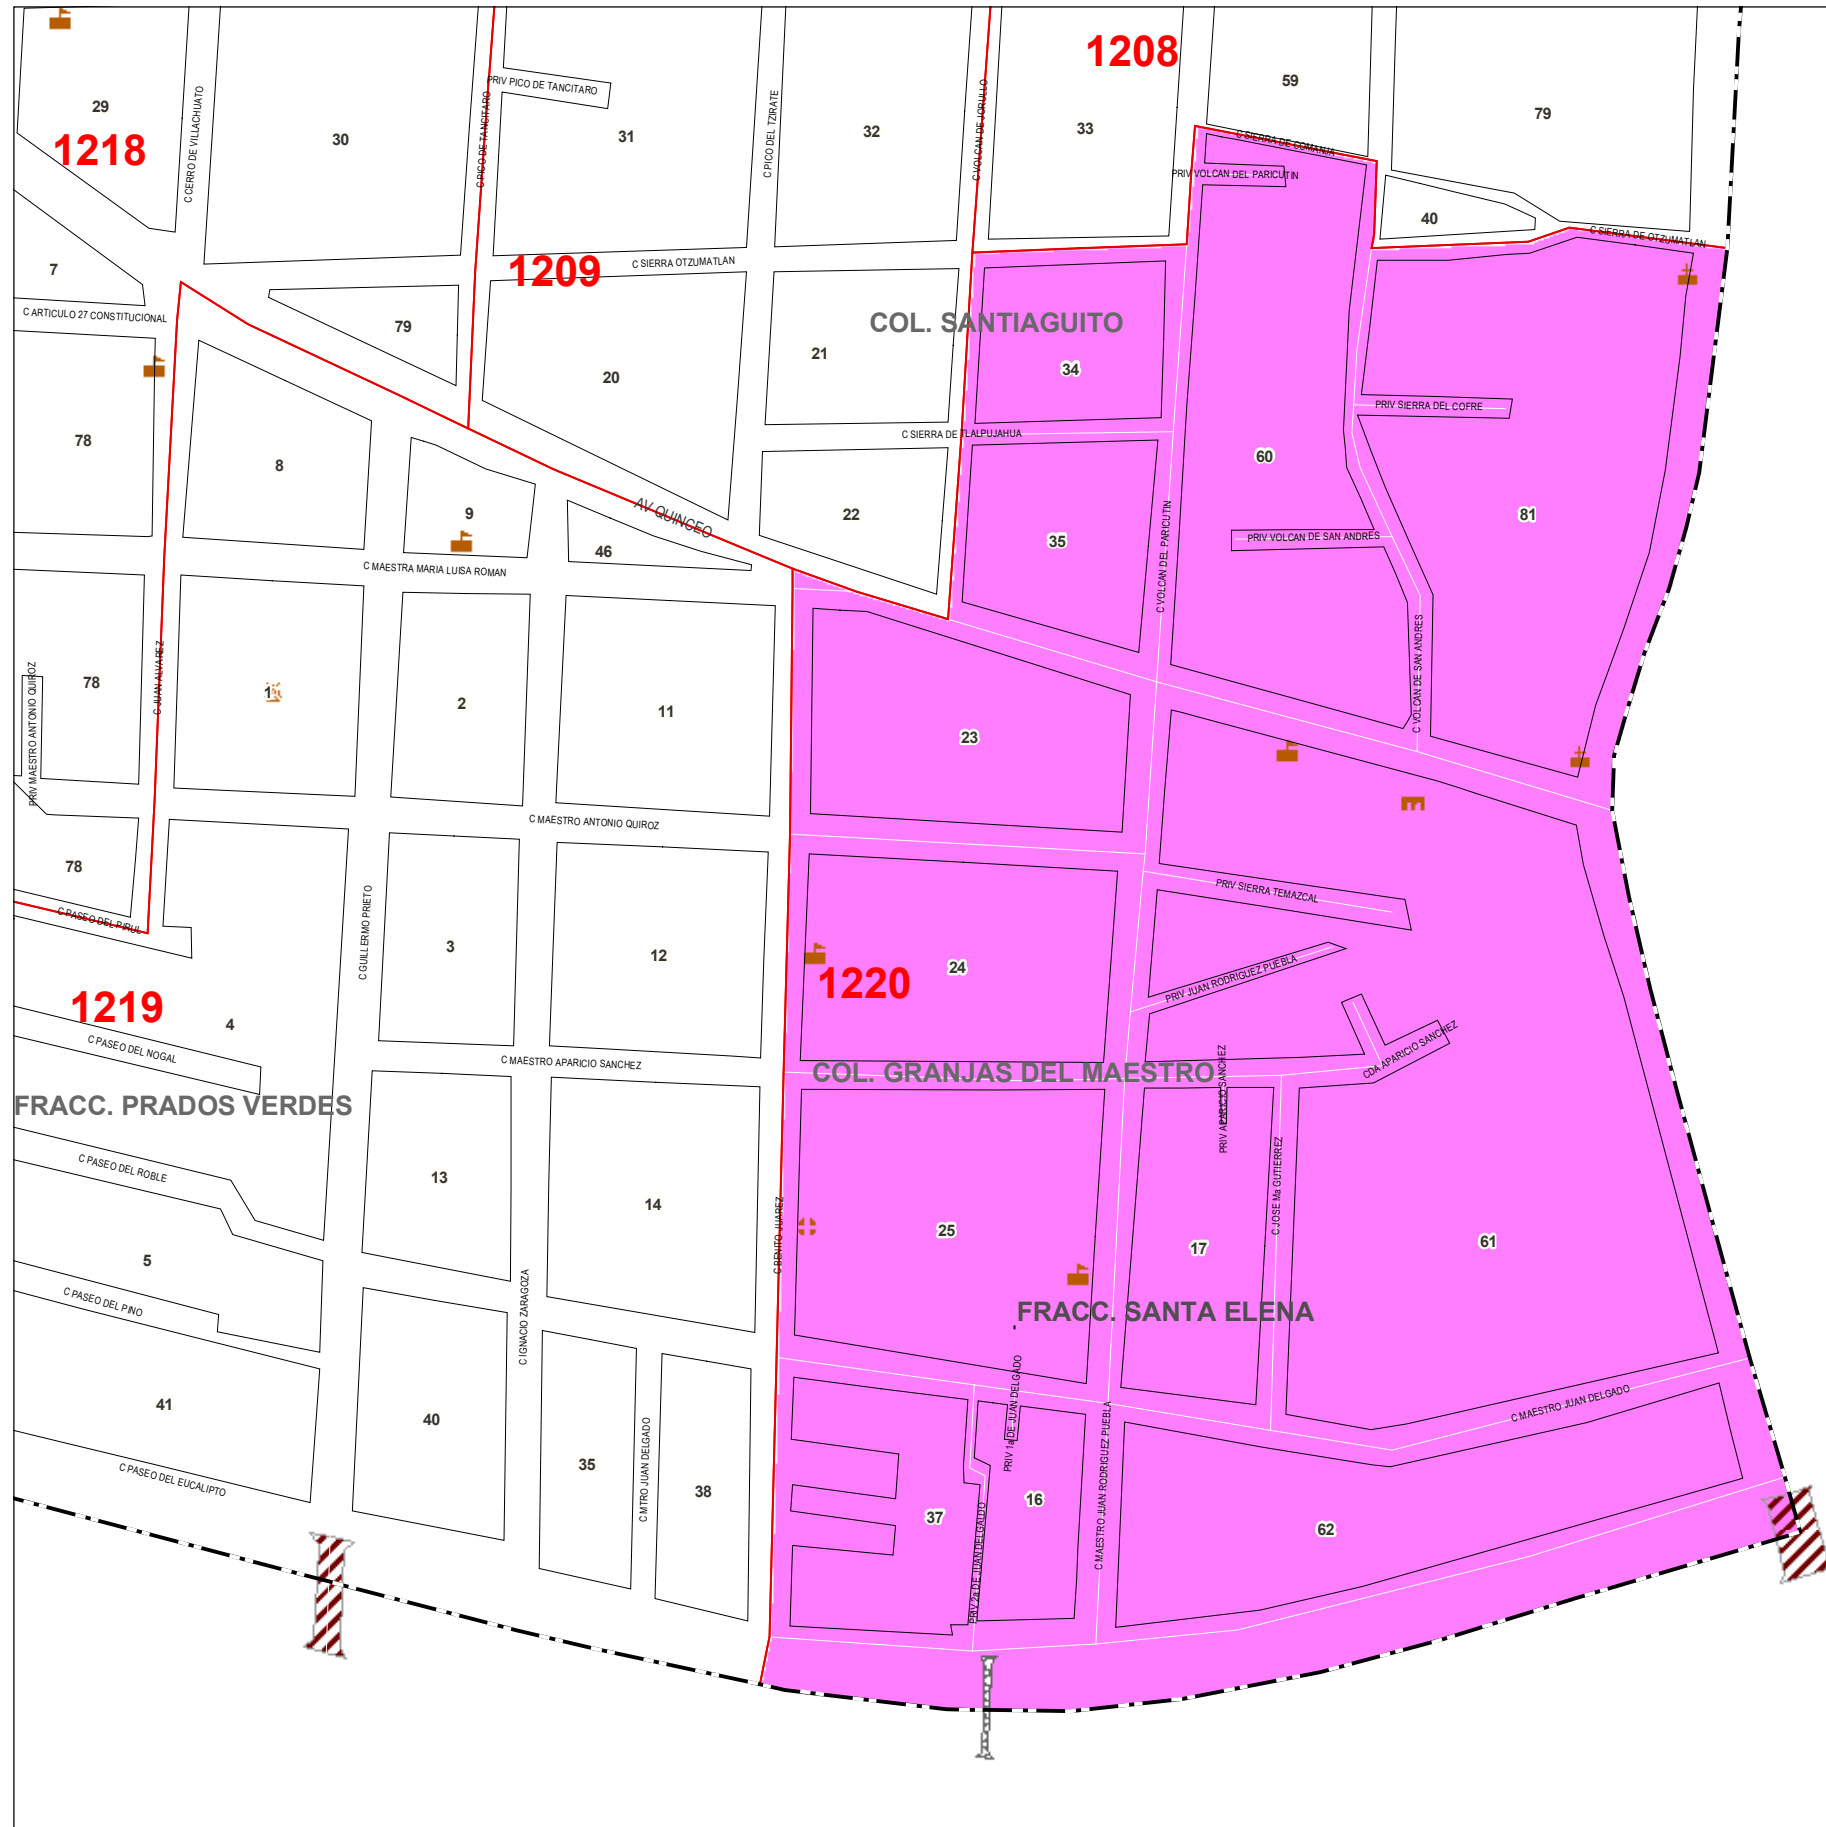 1208
59
PRIV PICO DE TANCITARO
79
29
C CERRO DE VILLACHUATO
30
C PICO DE TANCITARO
31
C PICO DEL TZIRATE
32
C VOLCAN DE JORULLO
33
C SIERRA DE COMANJA
1218
PRIV VOLCAN DEL PARICUTIN
40
C SIERRA DE OTZUMATLAN
7
1209
C SIERRA OTZUMATLAN
C ARTICULO 27 CONSTITUCIONAL
79
COL. SANTIAGUITO
20
21
34
PRIV SIERRA DEL COFRE
78
8
C SIERRA DE TLALPUJAHUA
60
9
AV QUINCEO
22
81
46
35
PRIV VOLCAN DE SAN ANDRES
C VOLCAN DEL PARICUTIN
C MAESTRA MARIA LUISA ROMAN
C JUAN ALVAREZ
C VOLCAN DE SAN ANDRES
PRIV MAESTRO ANTONIO QUIROZ
78
1
2
11
23
C MAESTRO ANTONIO QUIROZ
78
PRIV SIERRA TEMAZCAL
C PASEO DEL PIRUL
C GUILLERMO PRIETO
3
12
24
PRIV JUAN RODRIGUEZ PUEBLA
1220
1219
4
C PASEO DEL NOGAL
C MAESTRO APARICIO SANCHEZ
CDA APARICIO SANCHEZ
COL. GRANJAS DEL MAESTRO
PRIV APARICIO SANCHEZ
FRACC. PRADOS VERDES
C PASEO DEL ROBLE
13
14
C BENITO JUAREZ
25
17
C JOSE Ma GUTIERREZ
61
5
C PASEO DEL PINO
C IGNACIO ZARAGOZA
FRACC. SANTA ELENA
41
40
PRIV 1a DE JUAN DELGADO
C MAESTRO JUAN DELGADO
C PASEO DEL EUCALIPTO
35
C MTRO JUAN DELGADO
38
37
16
C MAESTRO JUAN RODRIGUEZ PUEBLA
62
PRIV 2a DE JUAN DELGALDO